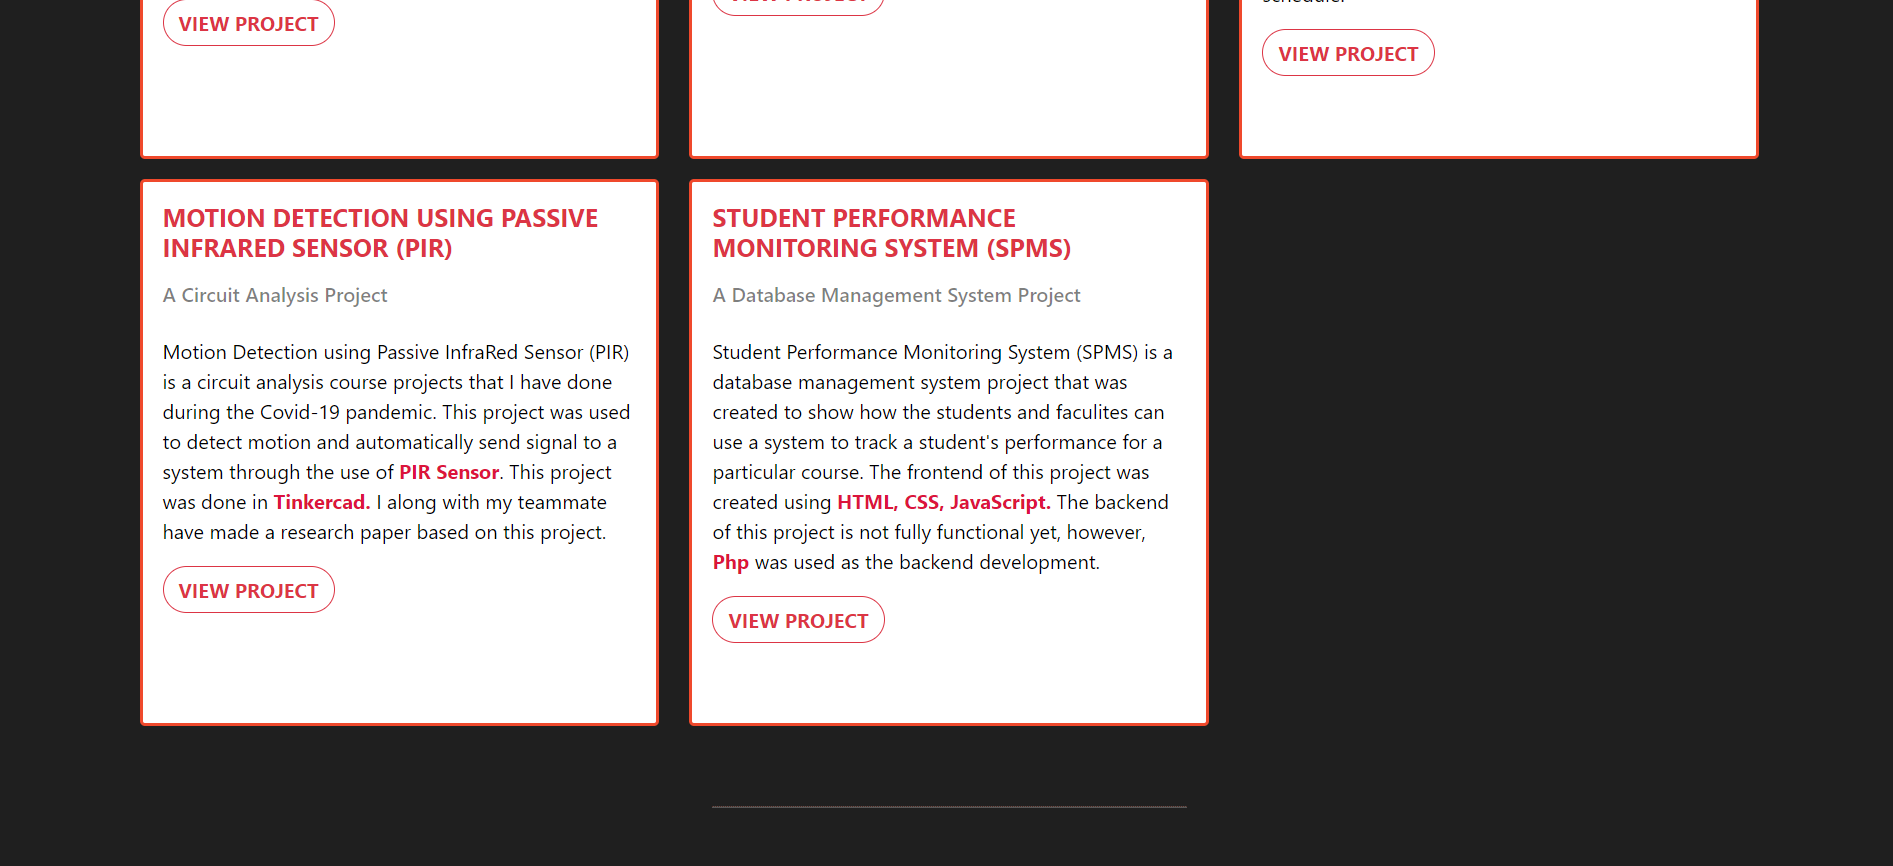 VIEW PROJECT
VIEW PROJECT
scheduler.
VIEW PROJECT
MOTION DETECTION USING PASSIVE
INFRARED SENSOR (PIR)
A Circuit Analysis Project
Motion Detection using Passive InfraRed Sensor (PIR)
is a circuit analysis course projects that I have done
during the Covid-19 pandemic. This project was used
to detect motion and automatically send signal to a
system through the use of PIR Sensor. This project
was done in Tinkercad. I along with my teammate
have made a research paper based on this project.
VIEW PROJECT
STUDENT PERFORMANCE
MONITORING SYSTEM (SPMS)
A Database Management System Project
Student Performance Monitoring System (SPMS) is a
database management system project that was
created to show how the students and faculites can
use a system to track a student's performance for a
particular course. The frontend of this project was
created using HTML, CSS, JavaScript. The backend
of this project is not fully functional yet, however,
Php was used as the backend development.
VIEW PROJECT